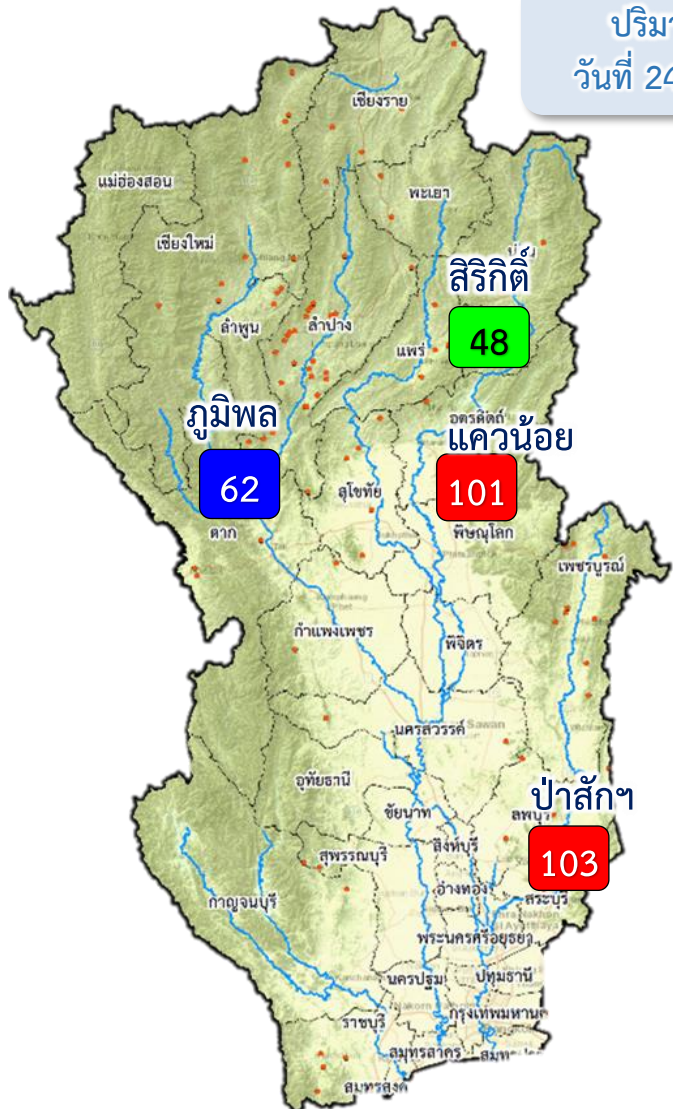 ปริมา
วันที่ 24
เชียงราย
แม่ฮ่องสอน
พะเยา
เชียงใหม่
น่าน
สิริกิติ์
48
ลำพูน
ลำปาง
แพร่
ภูมิพล
62
อุตรดิตถ์
แควน้อย
101
สุโขทัย
ตาก
พิษณุโลก
เพชรบูรณ์
กำแพงเพชร
พิจิตร
นครสวรรค์
Sawan
อุทัยธานี
ป่าสักฯ
103
ชัยนาท
ลพบุรี
สิงห์บุรี
สุพรรณบุรี
อ่างทอง
สระบุรี
กาญจนบุรี
พระนครศรีอยุธยา
นครปฐม
ปทุมธานี
ราชบุรี
กรุงเทพมหานค
สมุทรสาคร
สมุทรปรา
สมุทรสงค